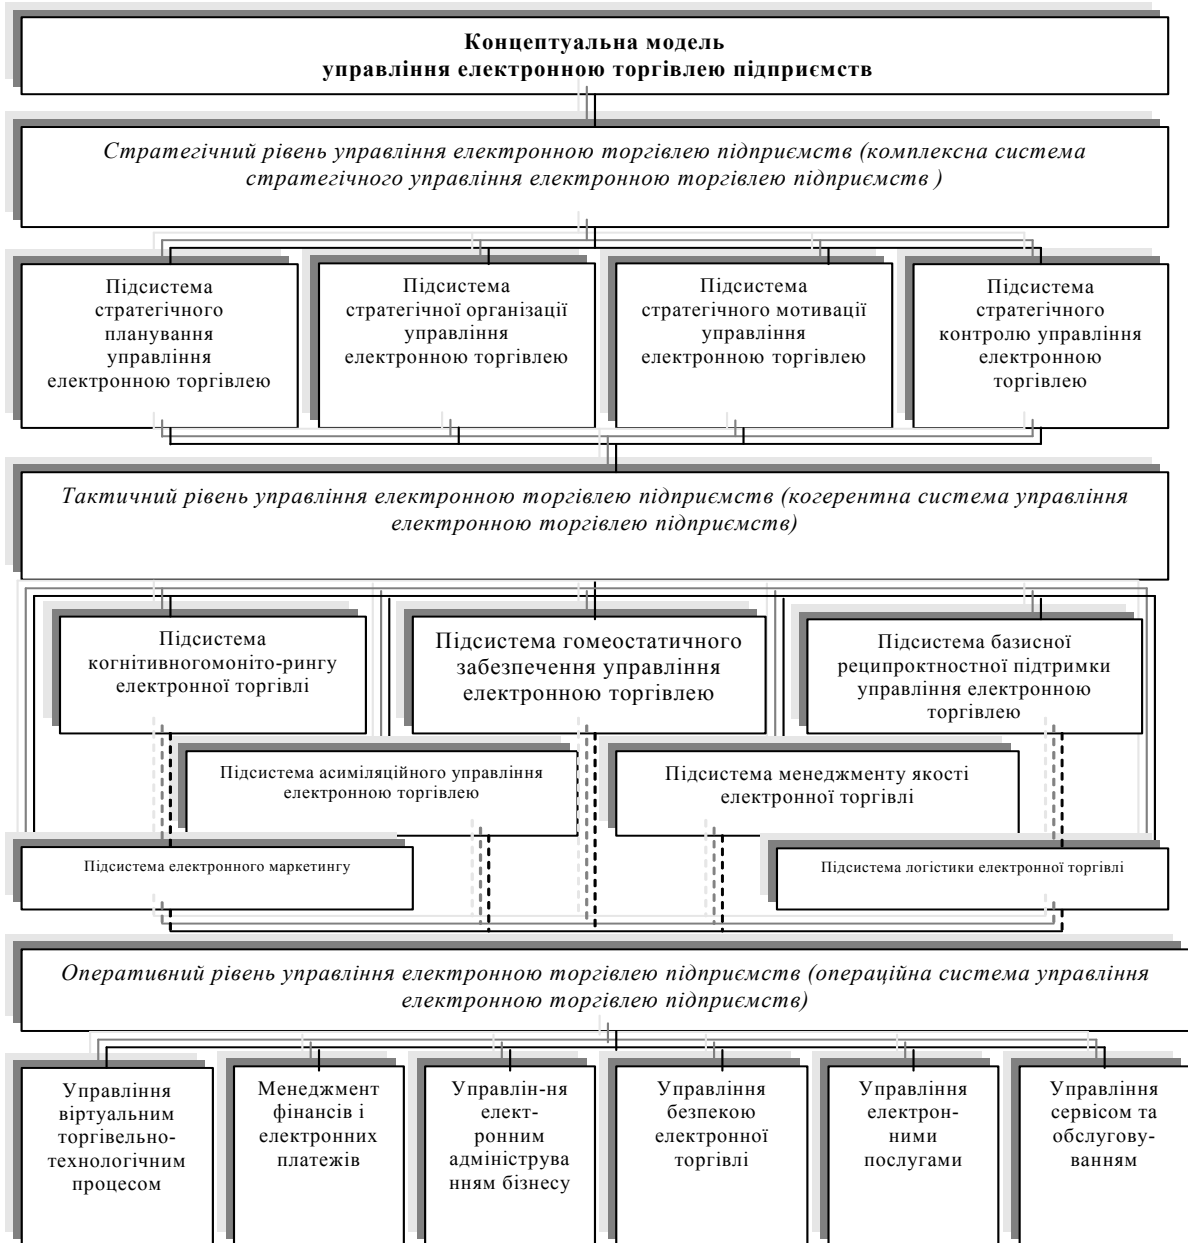 Концептуальна модель
управління електронною торгівлею підприємств
Стратегічний рівень управління електронною торгівлею підприємств (комплексна система
стратегічного управління електронною торгівлею підприємств )
Підсистема
стратегічного
планування
управління
електронною торгівлею
Підсистема
стратегічної організації
управління
електронною торгівлею
Підсистема
стратегічного мотивації
управління
електронною торгівлею
Підсистема
стратегічного
контролю управління
електронною
торгівлею
Тактичний рівень управління електронною торгівлею підприємств (когерентна система управління
електронною торгівлею підприємств)
Підсистема
когнітивногомоніто-рингу
електронної торгівлі
Підсистема гомеостатичного
забезпечення управління
електронною торгівлею
Підсистема базисної
реципроктностної підтримки
управління електронною
торгівлею
Підсистема асиміляційного управління
електронною торгівлею
Підсистема менеджменту якості
електронної торгівлі
Підсистема електронного маркетингу
Підсистема логістики електронної торгівлі
Оперативний рівень управління електронною торгівлею підприємств (операційна система управління
електронною торгівлею підприємств)
Управління
віртуальним
торгівельно-
технологічним
процесом
Менеджмент
фінансів і
електронних
платежів
Управлін-ня
елект-
ронним
адмініструва
нням бізнесу
Управління
безпекою
електронної
торгівлі
Управління
електрон-
ними
послугами
Управління
сервісом та
обслугову-
ванням